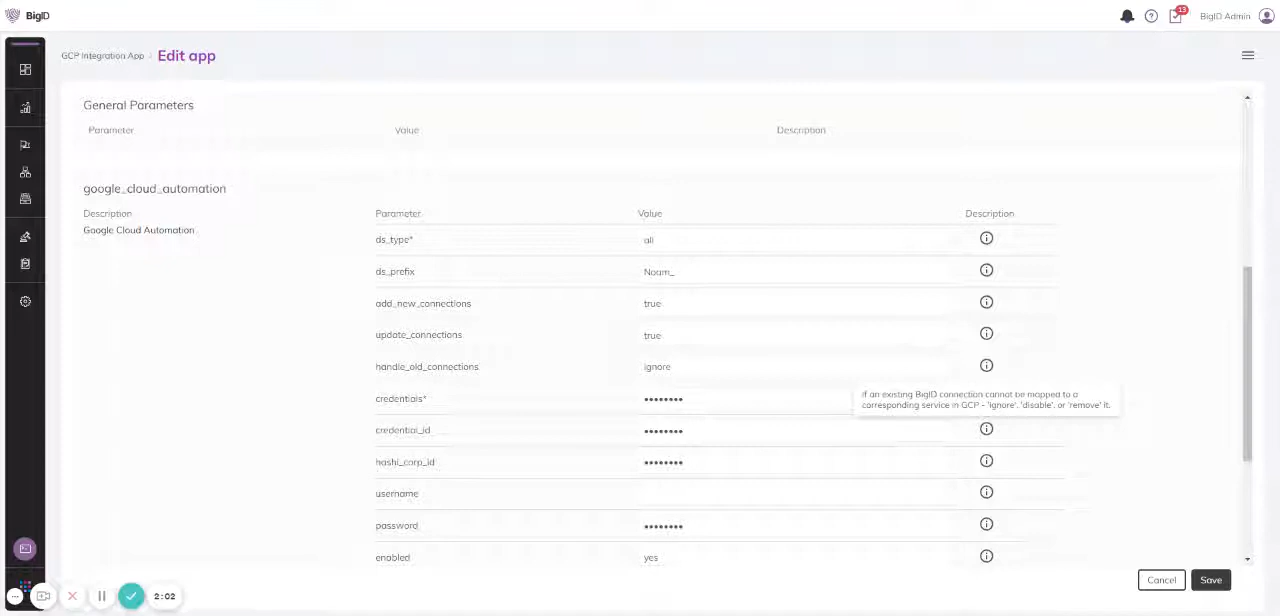 BigID
13
BigID Admin
GCP Integration App / Edit app
General Parameters
Parameter Value Description
google_cloud_automation
Description Parameter Value Description
Google Cloud Automation
ds_type* all
ds_prefix Noam_
add_new_connections true
update_connections true
handle_old_connections ignore
If an existing BigID connection cannot be mapped to a
corresponding service in GCP - 'ignore', 'disable', or 'remove' it.
credentials* ••••••••
credential_id ••••••••
hashi_corp_id ••••••••
username
password ••••••••
enabled yes
Cancel Save
2:02